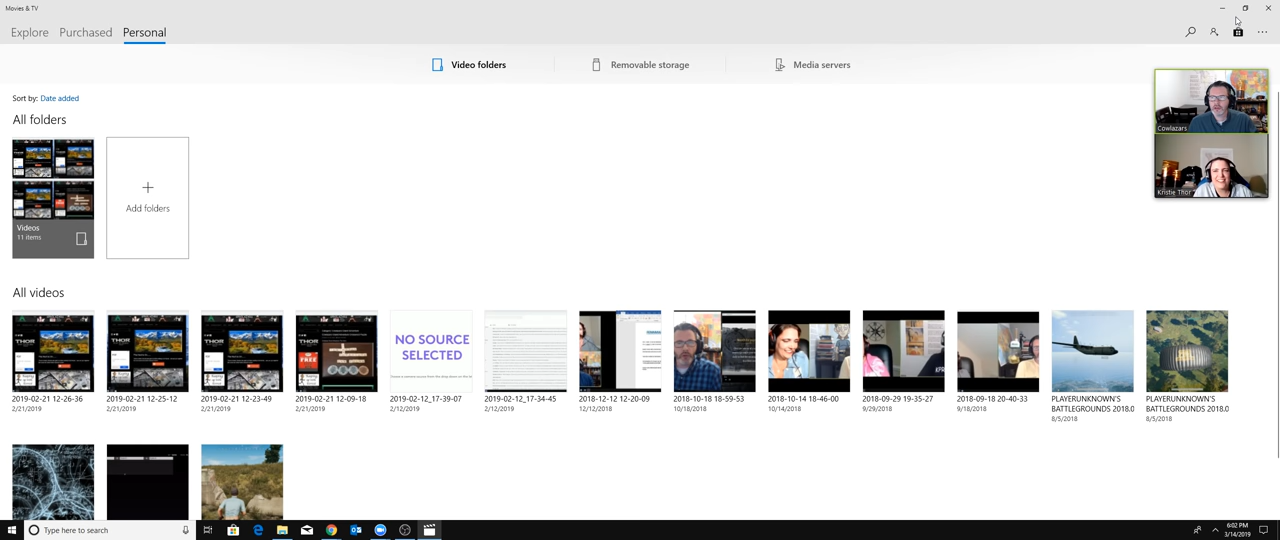 Movies & TV
Explore Purchased Personal
Video folders Removable storage Media servers
Sort by: Date added
Cowlazars
Kristie Thor
All folders
Videos
11 items
Add folders
All videos
THOR THOR THOR THOR
NO SOURCE
SELECTED
2019-02-21 12-26-36 2019-02-21 12-25-12 2019-02-21 12-23-49 2019-02-21 12-09-18 2019-02-12_17-39-07 2019-02-12_17-34-45 2018-12-12 12-20-09 2018-10-18 18-59-53 2018-10-14 18-46-00 2018-09-29 19-35-27 2018-09-18 20-40-33 PLAYERUNKNOWN'S PLAYERUNKNOWN'S
2/21/2019 2/21/2019 2/21/2019 2/21/2019 2/12/2019 2/12/2019 12/12/2018 10/18/2018 10/14/2018 9/29/2018 9/18/2018 BATTLEGROUNDS 2018.0 BATTLEGROUNDS 2018.0
8/5/2018 8/5/2018
Type here to search
6:02 PM
3/14/2019